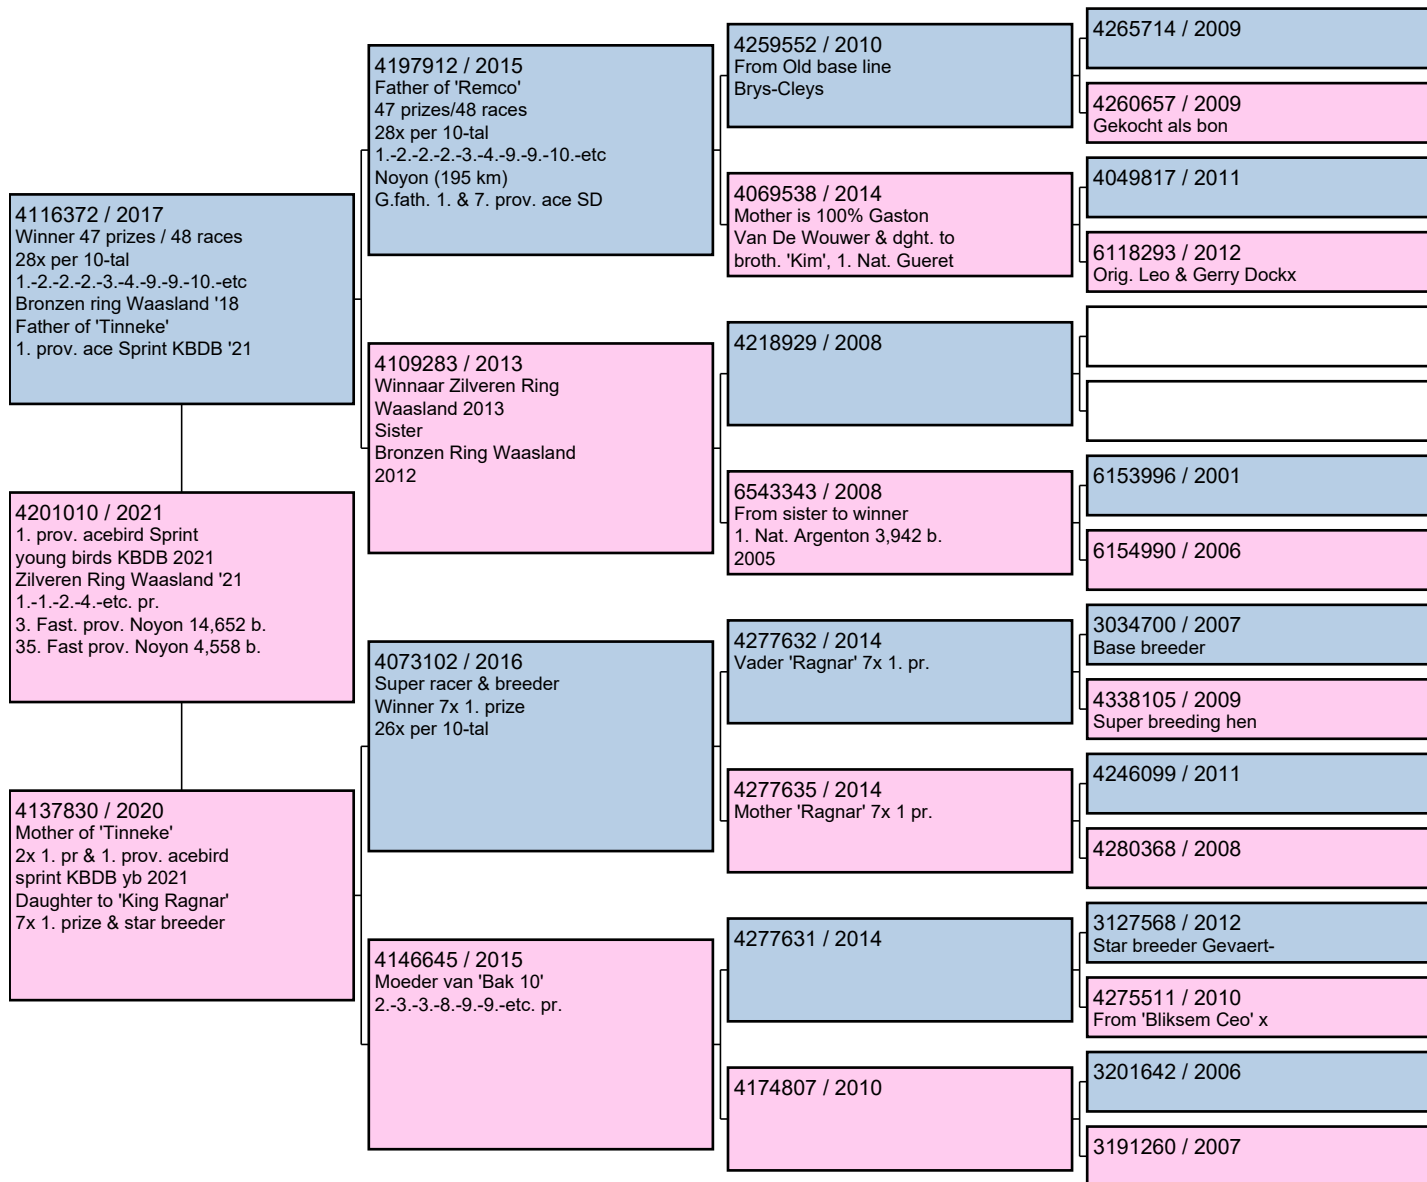 4116372 / 2017
Winner 47 prizes / 48 races
28x per 10-tal
1.-2.-2.-2.-3.-4.-9.-9.-10.-etc
Bronzen ring Waasland '18
Father of 'Tinneke'
1. prov. ace Sprint KBDB '21
4201010 / 2021
1. prov. acebird Sprint
young birds KBDB 2021
Zilveren Ring Waasland '21
1.-1.-2.-4.-etc. pr.
3. Fast. prov. Noyon 14,652 b.
35. Fast prov. Noyon 4,558 b.
4137830 / 2020
Mother of 'Tinneke'
2x 1. pr & 1. prov. acebird
sprint KBDB yb 2021
Daughter to 'King Ragnar'
7x 1. prize & star breeder
4197912 / 2015
Father of 'Remco'
47 prizes/48 races
28x per 10-tal
1.-2.-2.-2.-3.-4.-9.-9.-10.-etc
Noyon (195 km)
G.fath. 1. & 7. prov. ace SD
4109283 / 2013
Winnaar Zilveren Ring
Waasland 2013
Sister
Bronzen Ring Waasland
2012
4073102 / 2016
Super racer & breeder
Winner 7x 1. prize
26x per 10-tal
4146645 / 2015
Moeder van 'Bak 10'
2.-3.-3.-8.-9.-9.-etc. pr.
4259552 / 2010
From Old base line
Brys-Cleys
4069538 / 2014
Mother is 100% Gaston
Van De Wouwer & dght. to
broth. 'Kim', 1. Nat. Gueret
4218929 / 2008
6543343 / 2008
From sister to winner
1. Nat. Argenton 3,942 b.
2005
4277632 / 2014
Vader 'Ragnar' 7x 1. pr.
4277635 / 2014
Mother 'Ragnar' 7x 1 pr.
4277631 / 2014
4174807 / 2010
4265714 / 2009
4260657 / 2009
Gekocht als bon
4049817 / 2011
6118293 / 2012
Orig. Leo & Gerry Dockx
6153996 / 2001
6154990 / 2006
3034700 / 2007
Base breeder
4338105 / 2009
Super breeding hen
4246099 / 2011
4280368 / 2008
3127568 / 2012
Star breeder Gevaert-
4275511 / 2010
From 'Bliksem Ceo' x
3201642 / 2006
3191260 / 2007